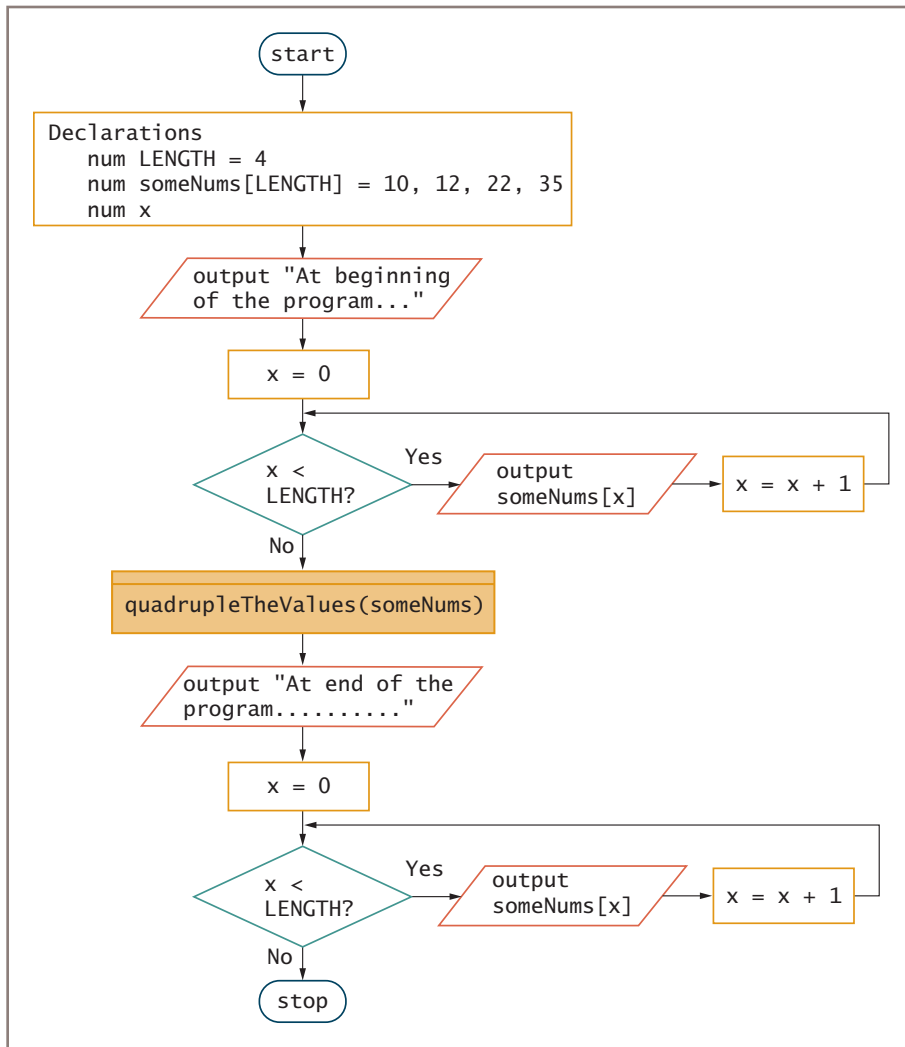 start
Declarations
num LENGTH = 4
num someNums[LENGTH] = 10, 12, 22, 35
num x
output "At beginning
of the program..."
x = 0
x <
LENGTH?
Yes
output
someNums[x]
x = x + 1
No
quadrupleTheValues(someNums)
output "At end of the
program.........."
x = 0
x <
LENGTH?
Yes
output
someNums[x]
x = x + 1
No
stop